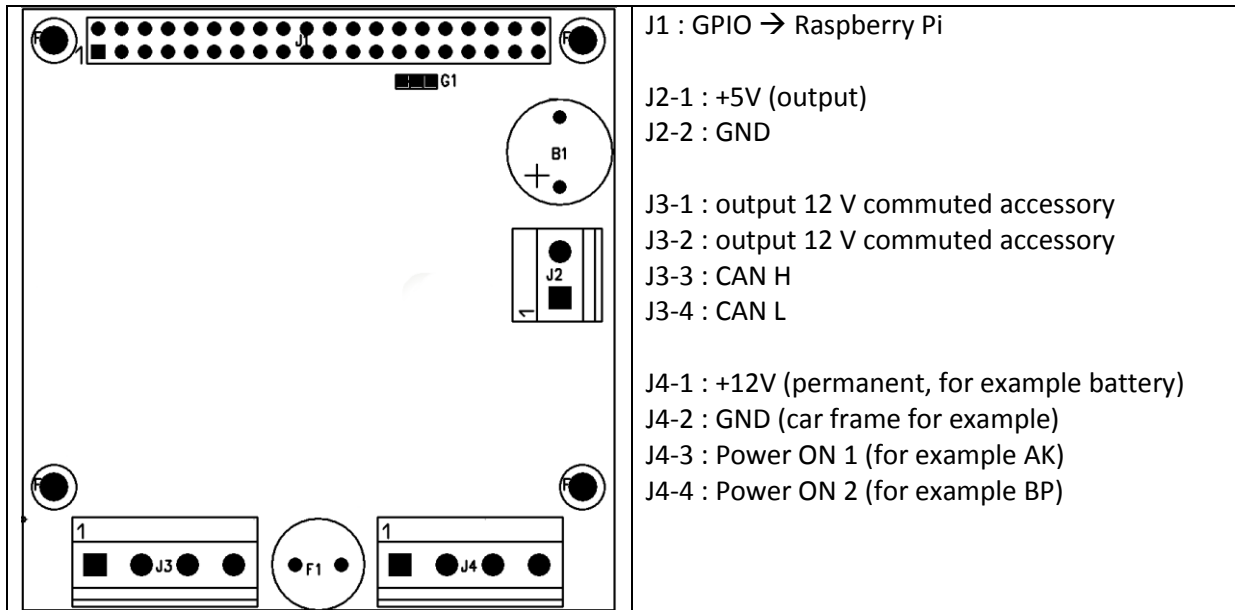 F
F
1
J1
G1
B1
+
J2
1
F
F
1
J3
F1
1
J4
J1 : GPIO → Raspberry Pi
J2-1 : +5V (output)
J2-2 : GND
J3-1 : output 12 V commuted accessory
J3-2 : output 12 V commuted accessory
J3-3 : CAN H
J3-4 : CAN L
J4-1 : +12V (permanent, for example battery)
J4-2 : GND (car frame for example)
J4-3 : Power ON 1 (for example AK)
J4-4 : Power ON 2 (for example BP)